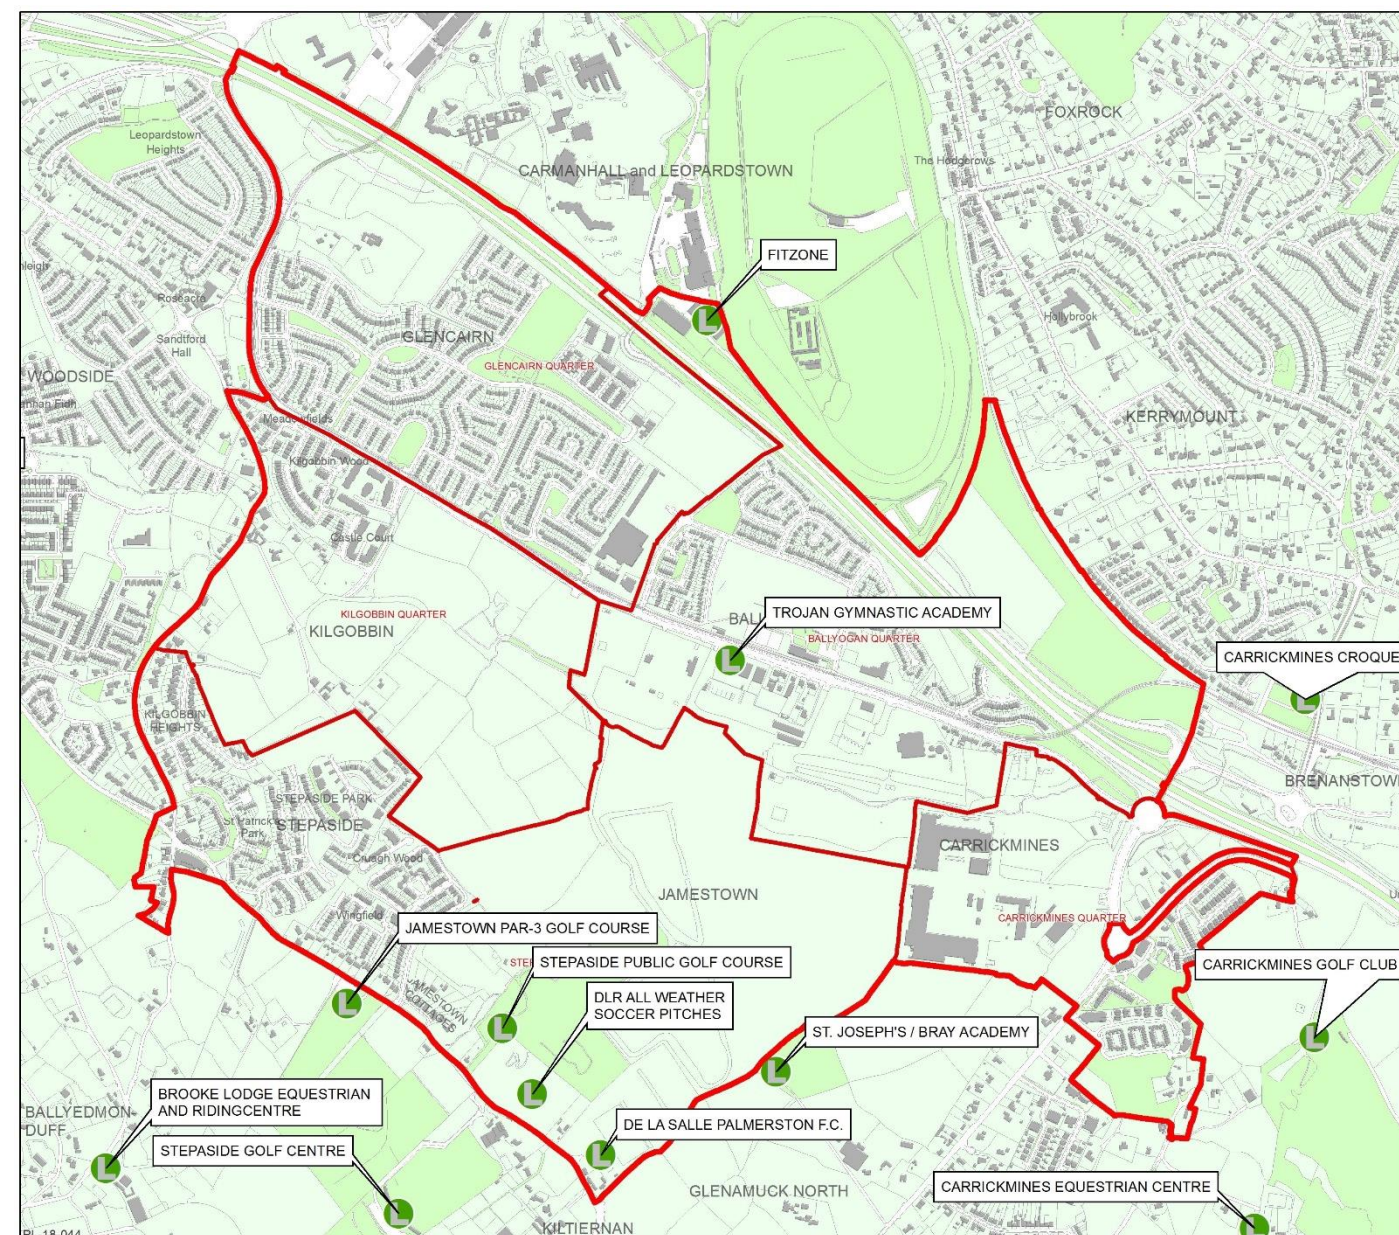 Leopardstown
Heights
FOXROCK
The Hedgerows
CARMANHALL and LEOPARDSTOWN
FITZONE
Roseacre
Hollybrook
Sandford
Hall
GLENCAIRN
GLENCAIRN QUARTER
WOODSIDE
KERRYMOUNT
Meadowfields
Kilgobbin Wood
Castle Court
KILGOBBIN QUARTER
KILGOBBIN
TROJAN GYMNASTIC ACADEMY
BALLYOGAN QUARTER
CARRICKMINES CROQUE
KILGOBBIN
HEIGHTS
BRENANSTOW
STEPASIDE PARK
St Patrick's
Park
STEPASIDE
Cruagh Wood
CARRICKMINES
JAMESTOWN
Wingfield
CARRICKMINES QUARTER
JAMESTOWN PAR-3 GOLF COURSE
STEPASIDE PUBLIC GOLF COURSE
CARRICKMINES GOLF CLUB
JAMESTOWN
COTTAGES
DLR ALL WEATHER
SOCCER PITCHES
ST. JOSEPH'S / BRAY ACADEMY
BROOKE LODGE EQUESTRIAN
AND RIDINGCENTRE
BALLYEDMON
DUFF
DE LA SALLE PALMERSTON F.C.
STEPASIDE GOLF CENTRE
GLENAMUCK NORTH
CARRICKMINES EQUESTRIAN CENTRE
KILTIERNAN
PL-18-044